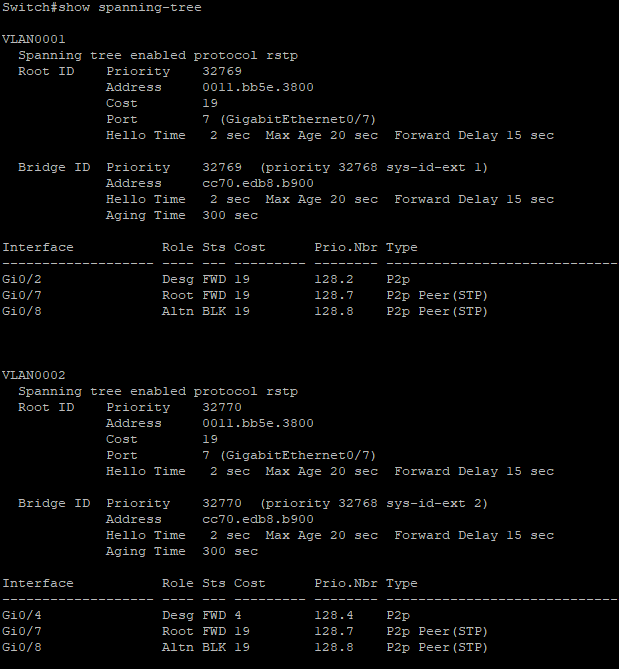 Switch#show spanning-tree
VLAN0001
  Spanning tree enabled protocol rstp
  Root ID    Priority    32769
             Address     0011.bb5e.3800
             Cost        19
             Port        7 (GigabitEthernet0/7)
             Hello Time   2 sec  Max Age 20 sec  Forward Delay 15 sec
  Bridge ID  Priority    32769  (priority 32768 sys-id-ext 1)
             Address     cc70.edb8.b900
             Hello Time   2 sec  Max Age 20 sec  Forward Delay 15 sec
             Aging Time  300 sec
Interface           Role Sts Cost      Prio.Nbr Type
------------------- ---- --- --------- -------- --------------------------------
Gi0/2               Desg FWD 19        128.2    P2p
Gi0/7               Root FWD 19        128.7    P2p Peer(STP)
Gi0/8               Altn BLK 19        128.8    P2p Peer(STP)
VLAN0002
  Spanning tree enabled protocol rstp
  Root ID    Priority    32770
             Address     0011.bb5e.3800
             Cost        19
             Port        7 (GigabitEthernet0/7)
             Hello Time   2 sec  Max Age 20 sec  Forward Delay 15 sec
  Bridge ID  Priority    32770  (priority 32768 sys-id-ext 2)
             Address     cc70.edb8.b900
             Hello Time   2 sec  Max Age 20 sec  Forward Delay 15 sec
             Aging Time  300 sec
Interface           Role Sts Cost      Prio.Nbr Type
------------------- ---- --- --------- -------- --------------------------------
Gi0/4               Desg FWD 4         128.4    P2p
Gi0/7               Root FWD 19        128.7    P2p Peer(STP)
Gi0/8               Altn BLK 19        128.8    P2p Peer(STP)